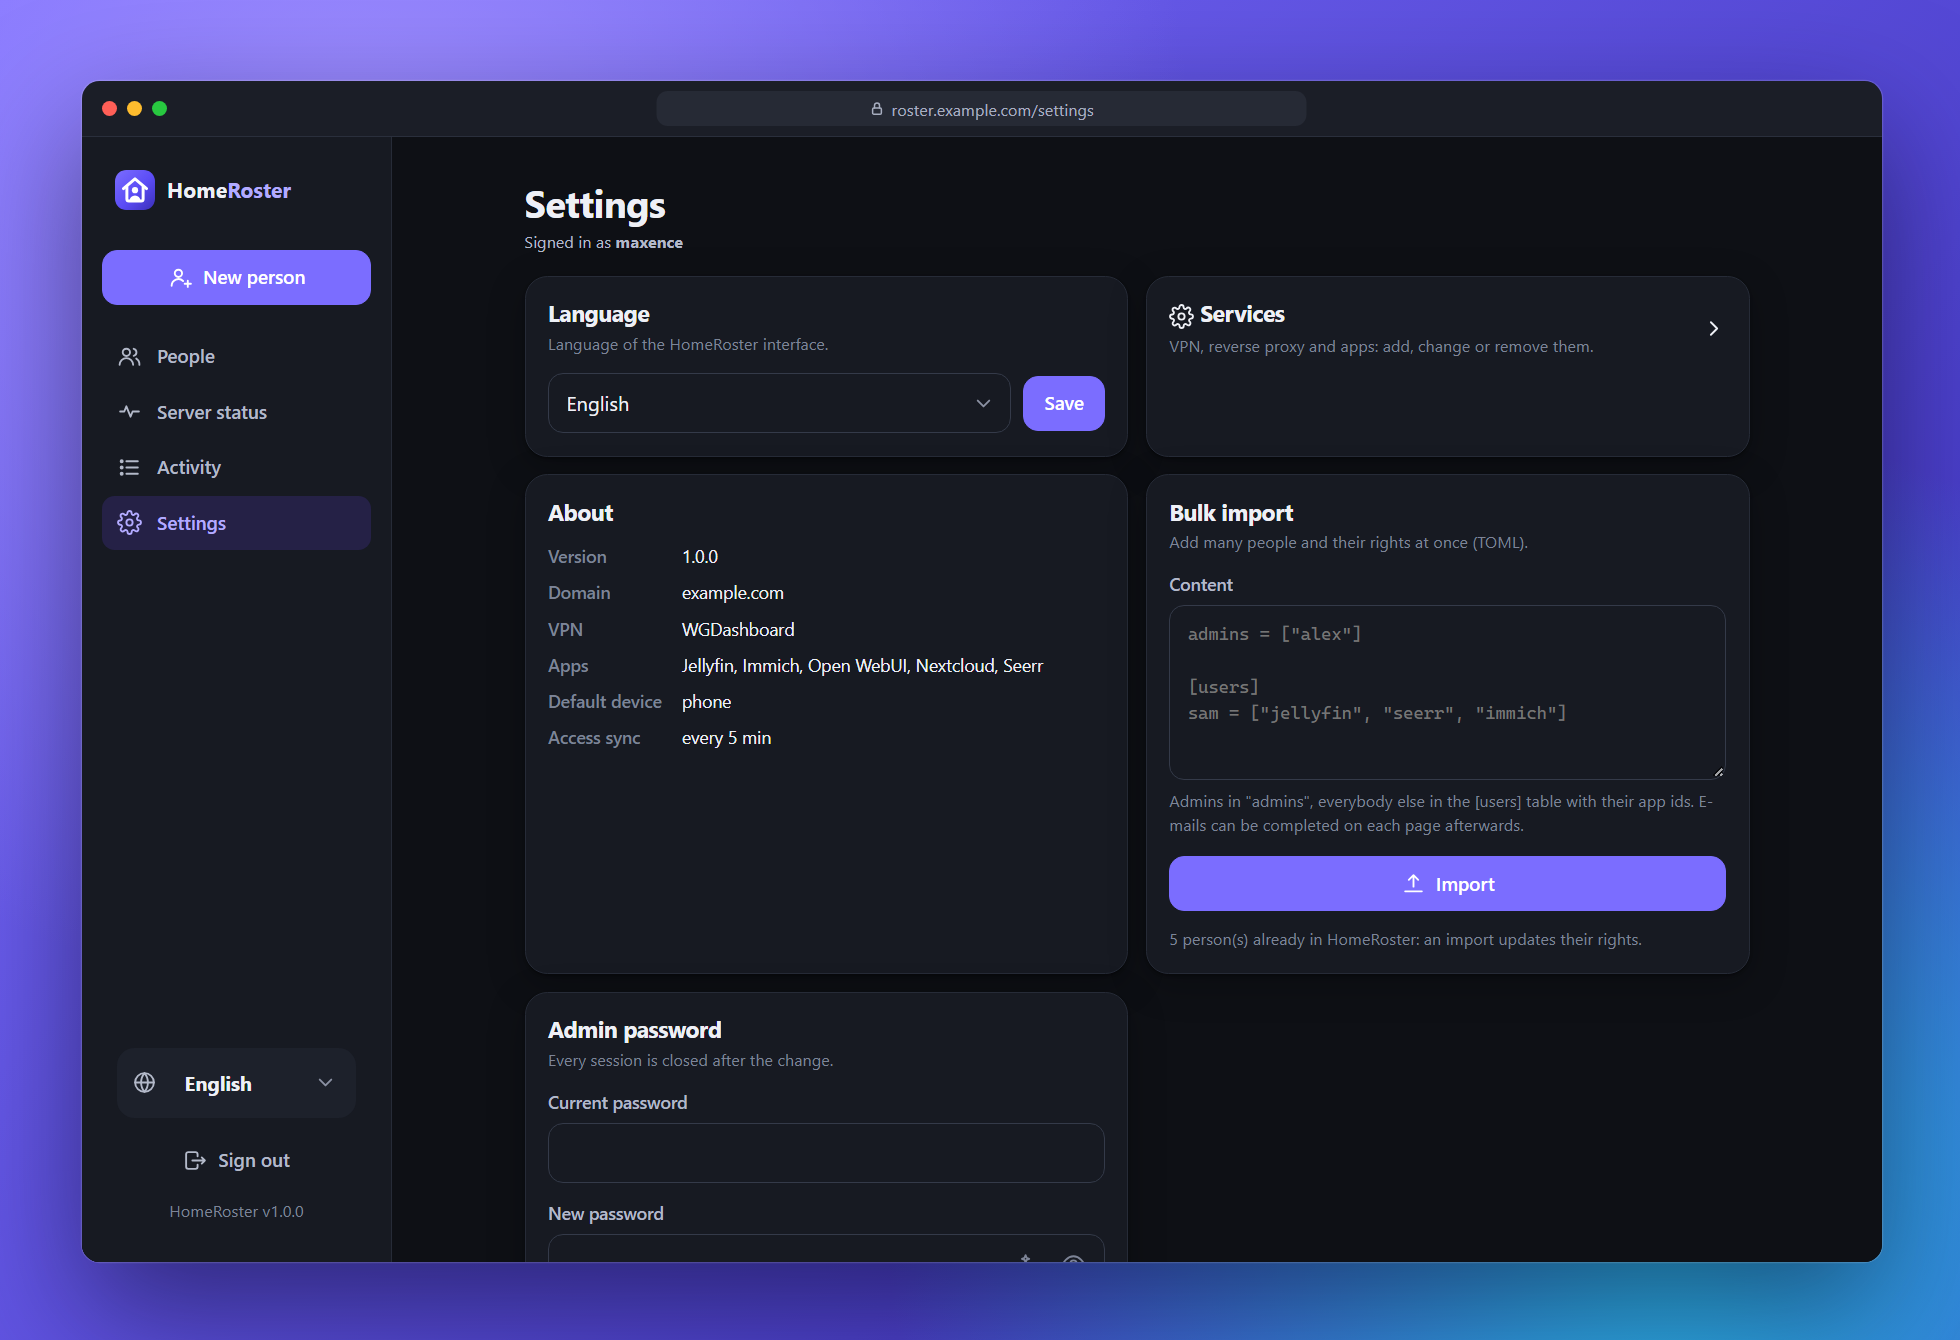 roster.example.com/settings
HomeRoster
New person
People
Server status
Activity
Settings
English
Sign out
HomeRoster v1.0.0
Settings
Signed in as maxence
Language
Language of the HomeRoster interface.
English
Save
Services
VPN, reverse proxy and apps: add, change or remove them.
About
Version 1.0.0
Domain example.com
VPN WGDashboard
Apps Jellyfin, Immich, Open WebUI, Nextcloud, Seerr
Default device phone
Access sync every 5 min
Bulk import
Add many people and their rights at once (TOML).
Content
admins = ["alex"]
[users]
sam = ["jellyfin", "seerr", "immich"]
Admins in "admins", everybody else in the [users] table with their app ids. E-
mails can be completed on each page afterwards.
Import
5 person(s) already in HomeRoster: an import updates their rights.
Admin password
Every session is closed after the change.
Current password
New password